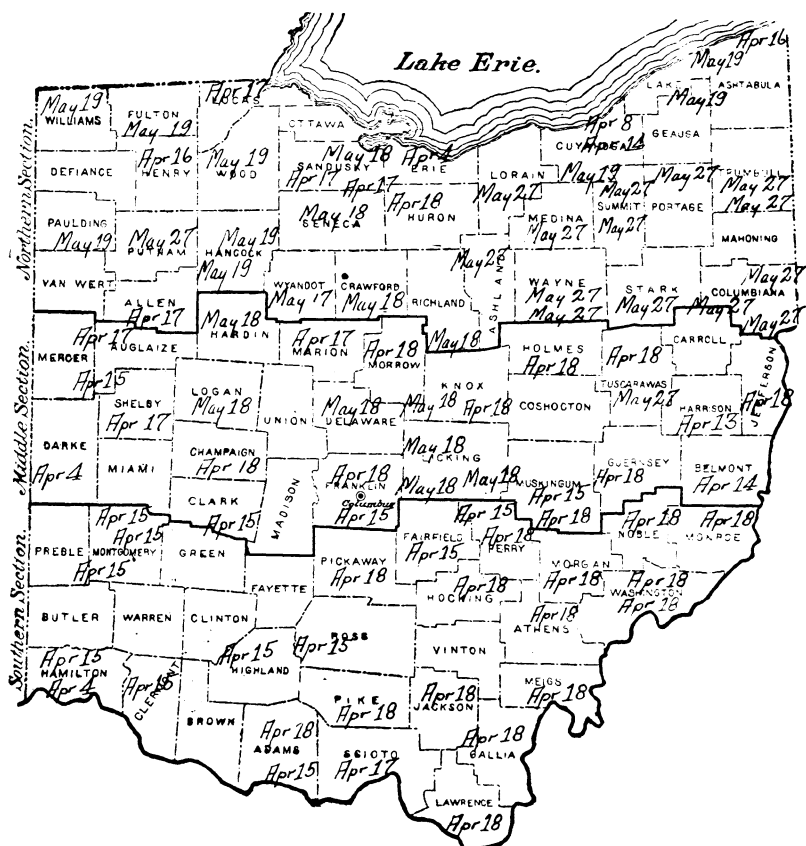 Lake Erie.
Apr 16
May 19
LAKE
ASHTABULA
May 19
WILLIAMS
FULTON
May 19
Apr 17
LUCAS
OTTAWA
May 19
Apr 8
CUYAHOGA
Apr 14
GEAUGA
DEFIANCE
Apr 16
HENRY
May 19
WOOD
May 18
SANDUSKY
Apr 17
Apr 17
Apr 4
ERIE
LORAIN
May 27
May 19
May 27
SUMMIT
May 27
May 27
PORTAGE
TRUMBULL
May 27
May 27
PAULDING
May 19
May 27
PUTNAM
May 19
HANCOCK
May 19
May 18
SENECA
Apr 18
HURON
MEDINA
May 27
MAHONING
Northern Section.
VAN WERT
ALLEN
Apr 17
WYANDOT
May 17
CRAWFORD
May 18
RICHLAND
May 27
ASHLAND
WAYNE
May 27
May 27
STARK
May 27
May 27
COLUMBIANA
May 27
May 27
MERCER
Apr 17
AUGLAIZE
Apr 15
May 18
HARDIN
Apr 17
MARION
Apr 18
MORROW
May 18
HOLMES
Apr 18
Apr 18
CARROLL
JEFFERSON
Apr 18
SHELBY
Apr 17
LOGAN
May 18
UNION
May 18
DELAWARE
KNOX
May 18
Apr 18
COSHOCTON
TUSCARAWAS
May 27
HARRISON
Apr 13
Middle Section.
DARKE
Apr 4
MIAMI
CHAMPAIGN
Apr 18
CLARK
Apr 15
MADISON
Apr 18
FRANKLIN
Columbus
Apr 15
May 18
LICKING
May 18
May 18
MUSKINGUM
Apr 15
Apr 18
GUERNSEY
Apr 18
BELMONT
Apr 14
PREBLE
Apr 15
MONTGOMERY
Apr 15
GREEN
FAYETTE
PICKAWAY
Apr 18
FAIRFIELD
Apr 15
Apr 15
Apr 18
PERRY
MORGAN
Apr 18
Apr 18
NOBLE
Apr 18
MONROE
Apr 18
WASHINGTON
Apr 18
Southern Section.
BUTLER
WARREN
CLINTON
HOCKING
Apr 18
Apr 18
ATHENS
Apr 15
HAMILTON
Apr 4
CLERMONT
Apr 15
HIGHLAND
Apr 15
ROSS
VINTON
MEIGS
Apr 18
BROWN
Apr 18
ADAMS
Apr 15
PIKE
Apr 18
SSIOTO
Apr 17
Apr 18
JACKSON
Apr 18
GALLIA
LAWRENCE
Apr 18